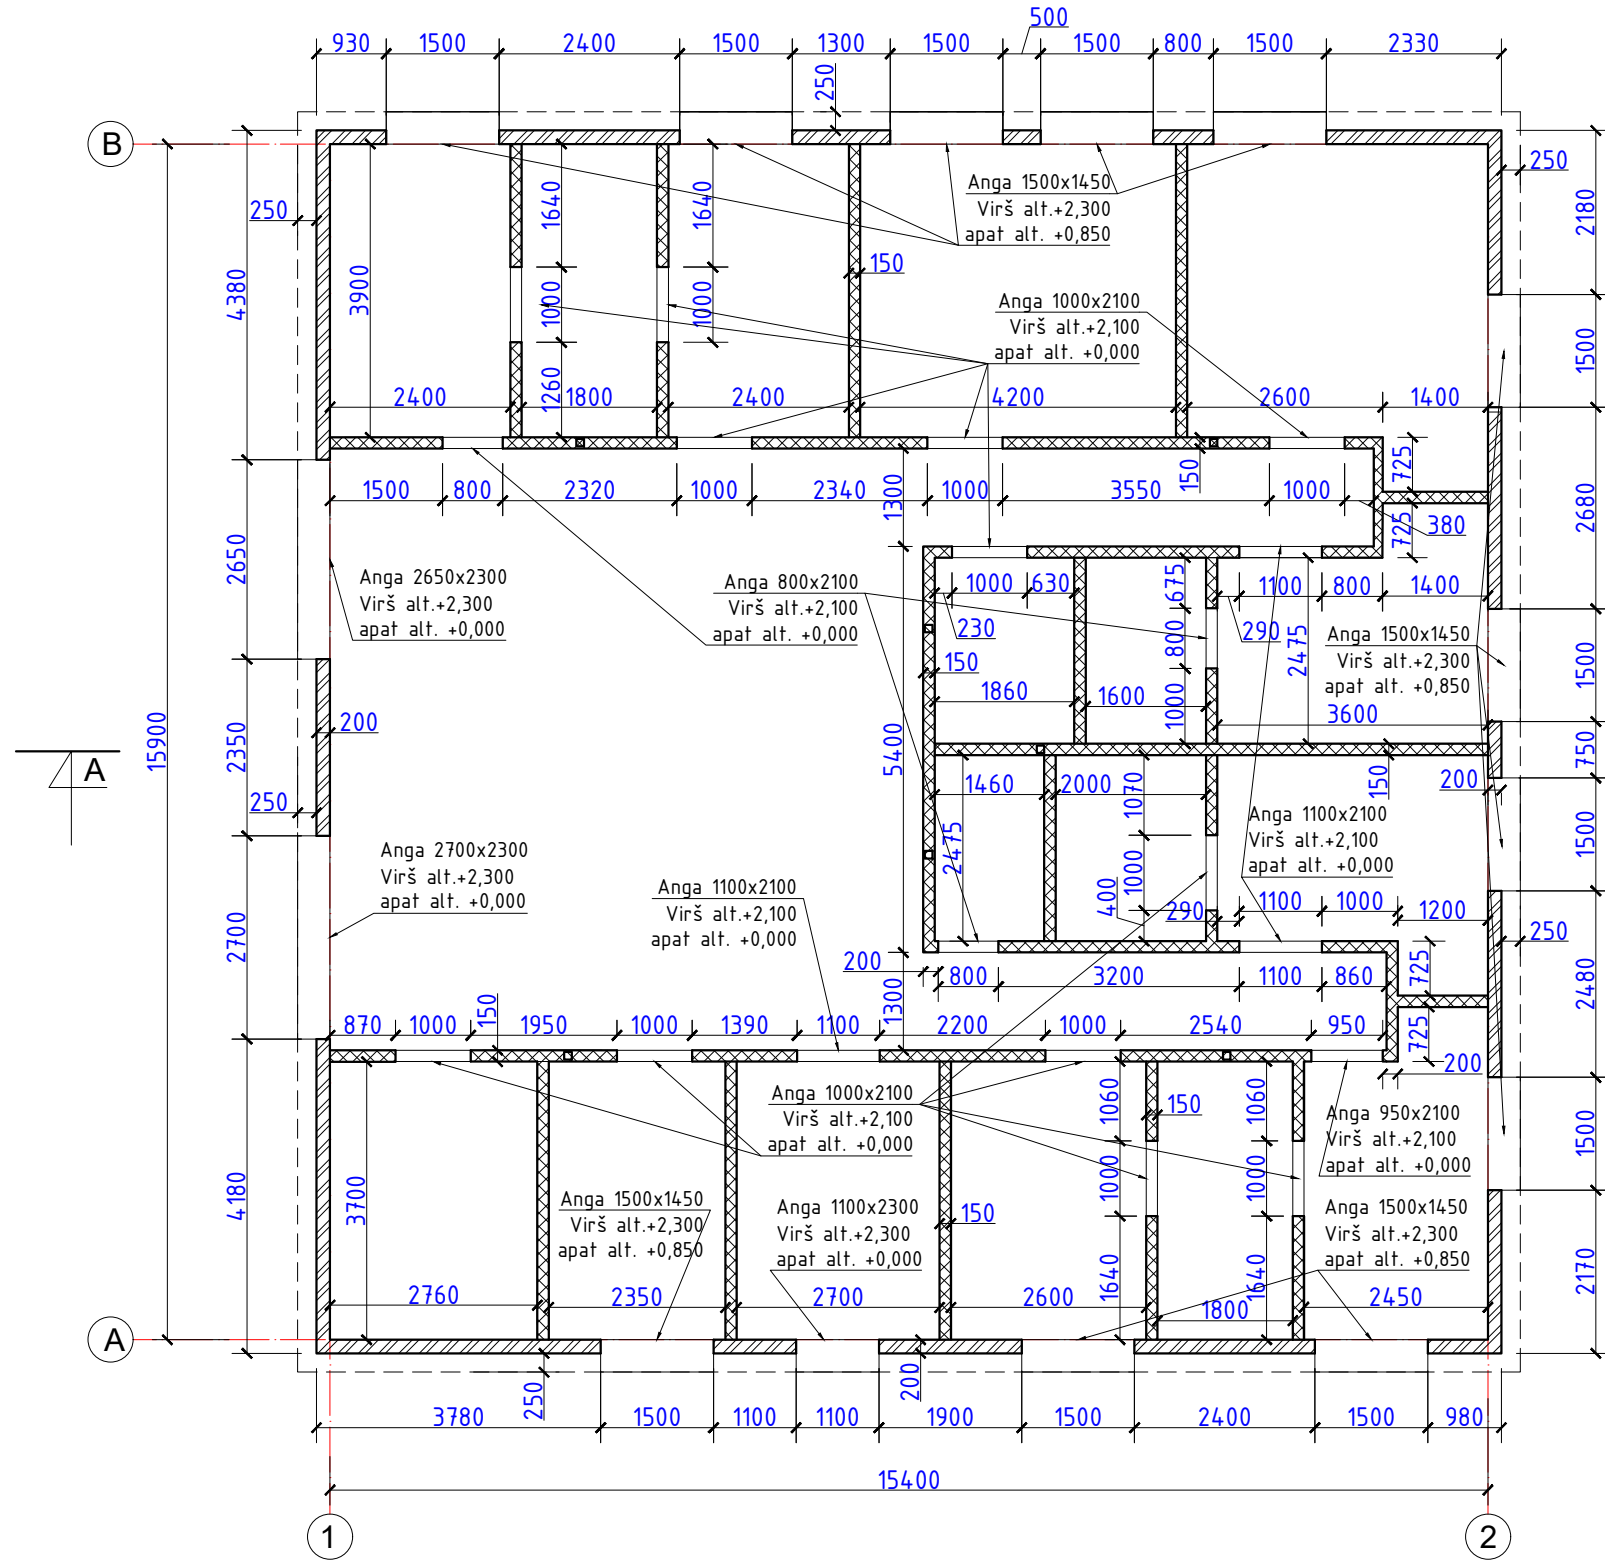 500
930 1500 2400 1500 1300 1500 1500 800 1500 2330
250
B
250
250
2180
1640
1640
Anga 1500x1450
Virš alt.+2,300
apat alt. +0,850
4380
3900
150
1000
1000
Anga 1000x2100
Virš alt.+2,100
apat alt. +0,000
1500
1260
2400 1800 2400 4200 2600 1400
725
150
1500 800 2320 1000 2340 1000 3550 1000
1300
2680
725
380
2650
Anga 2650x2300
Virš alt.+2,300
apat alt. +0,000
Anga 800x2100
Virš alt.+2,100
apat alt. +0,000
1000 630
675
1100 800 1400
230
290
800
2475
Anga 1500x1450
Virš alt.+2,300
apat alt. +0,850
1500
150
1860
1600
1000
3600
15900
2350
200
5400
750
A
250
1460 2000
1070
150
200
2475
Anga 1100x2100
Virš alt.+2,100
apat alt. +0,000
1500
Anga 2700x2300
Virš alt.+2,300
apat alt. +0,000
Anga 1100x2100
Virš alt.+2,100
apat alt. +0,000
1000
400
290
1100 1000
1200
2700
250
200
800 3200 1100 860
725
2480
1300
150
870 1000 1950 1000 1390 1100 2200 1000 2540 950
725
200
Anga 1000x2100
Virš alt.+2,100
apat alt. +0,000
1060
150
1060
Anga 950x2100
Virš alt.+2,100
apat alt. +0,000
1500
4180
3700
1000
1000
Anga 1500x1450
Virš alt.+2,300
apat alt. +0,850
Anga 1100x2300
Virš alt.+2,300
apat alt. +0,000
150
Anga 1500x1450
Virš alt.+2,300
apat alt. +0,850
1640
1640
2170
2760 2350 2700 2600 1800 2450
A
250
200
3780 1500 1100 1100 1900 1500 2400 1500 980
15400
1 2